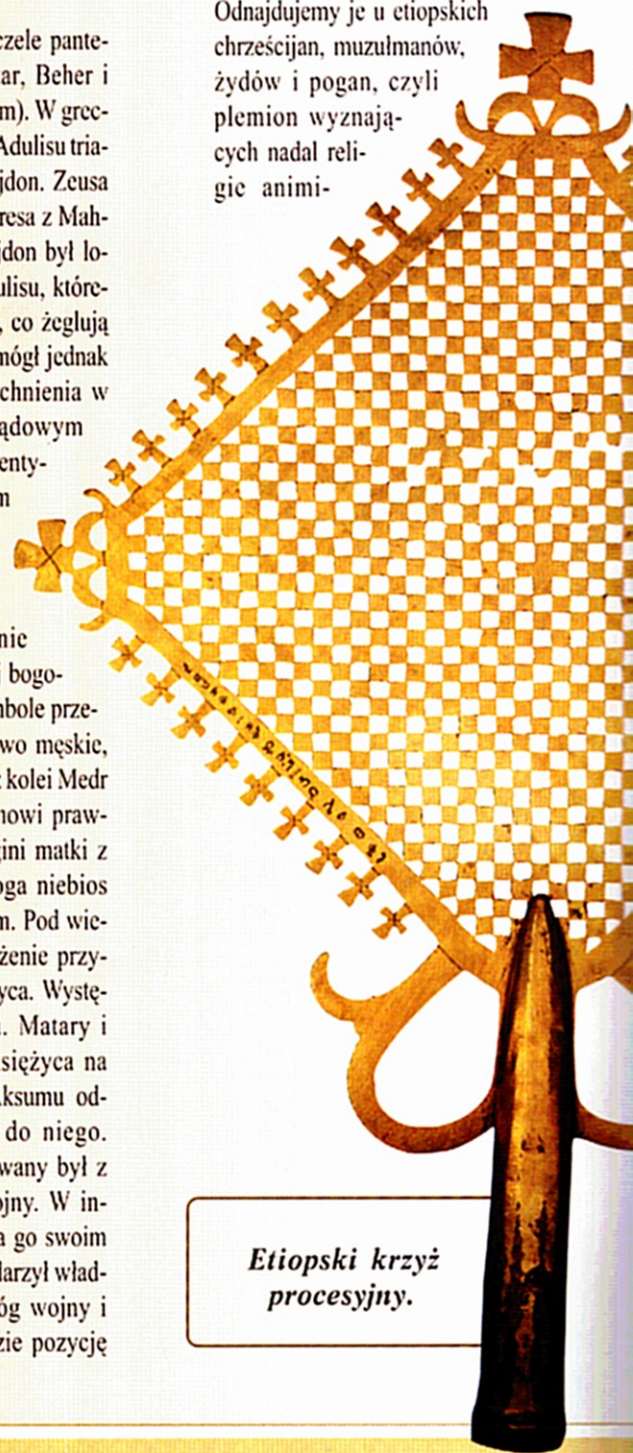 czele pante-
ar, Beher i
m). W grec-
Adulisu tria-
jdon. Zeusa
resa z Mah-
jdon był lo-
ulisu, które-
, co żeglują
mógł jednak
chnienia w
ądowym
enty-
m
nie
bogo-
nbole prze-
wo męskie,
kolei Medr
nowi praw-
gini matki z
oga niebios
m. Pod wie-
żenie przy-
yca. Wystę-
. Matary i
siężyca na
Aksumu od-
do niego.
wany był z
ojny. W in-
a go swoim
darzył wład-
óg wojny i
zie pozycję
Odnajdujemy je u etiopskich
chrześcijan, muzułmanów,
żydów i pogan, czyli
plemion wyznają-
cych nadal reli-
gie animi-
Etiopski krzyż
procesyjny.